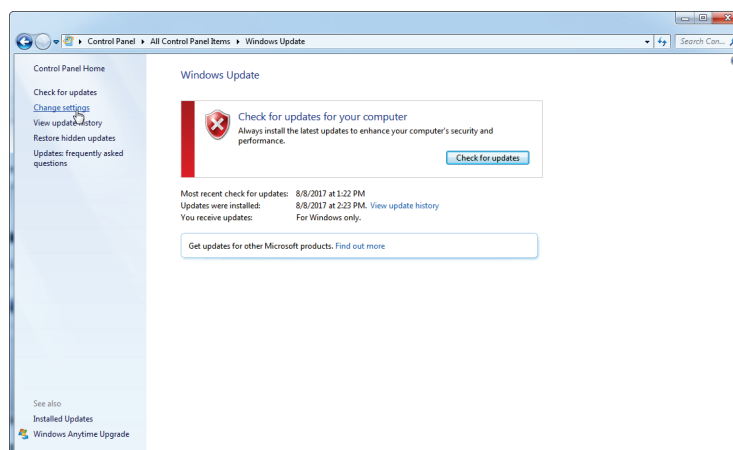 Control Panel ▸ All Control Panel Items ▸ Windows Update
Search Con...
Control Panel Home
Check for updates
Change settings
View update history
Restore hidden updates
Updates: frequently asked
questions
See also
Installed Updates
Windows Anytime Upgrade
Windows Update
Check for updates for your computer
Always install the latest updates to enhance your computer's security and
performance.
Check for updates
Most recent check for updates: 8/8/2017 at 1:22 PM
Updates were installed: 8/8/2017 at 2:23 PM. View update history
You receive updates: For Windows only.
Get updates for other Microsoft products. Find out more